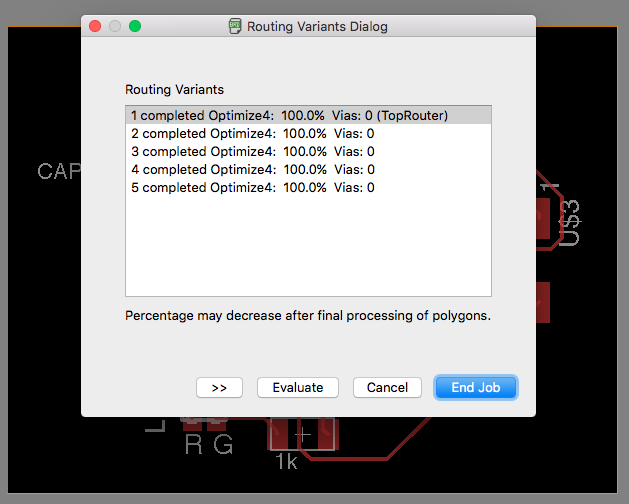 Routing Variants Dialog
Routing Variants
1 completed Optimize4:  100.0%  Vias: 0 (TopRouter)
2 completed Optimize4:  100.0%  Vias: 0
3 completed Optimize4:  100.0%  Vias: 0
4 completed Optimize4:  100.0%  Vias: 0
5 completed Optimize4:  100.0%  Vias: 0
CAP
Percentage may decrease after final processing of polygons.
>> Evaluate Cancel End Job
R G
1k